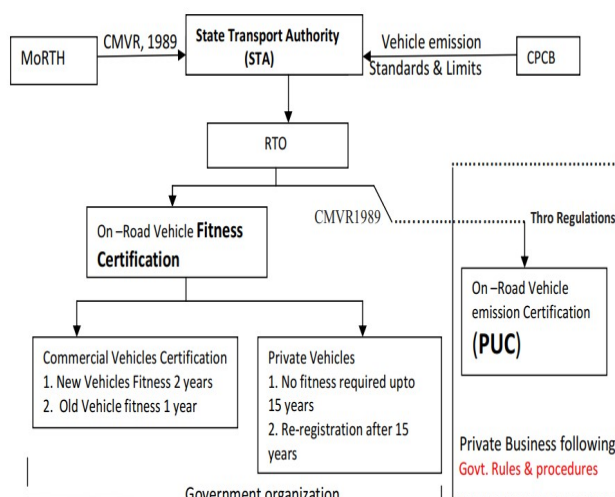 MoRTH
CMVR, 1989
State Transport Authority
(STA)
Vehicle emission
Standards & Limits
CPCB
RTO
On –Road Vehicle Fitness
Certification
CMVR1989
Thro Regulations
On –Road Vehicle
emission Certification
(PUC)
Commercial Vehicles Certification
1. New Vehicles Fitness 2 years
2. Old Vehicle fitness 1 year
Private Vehicles
1. No fitness required upto
15 years
2. Re-registration after 15
years
Private Business following
Govt. Rules & procedures
Government organization